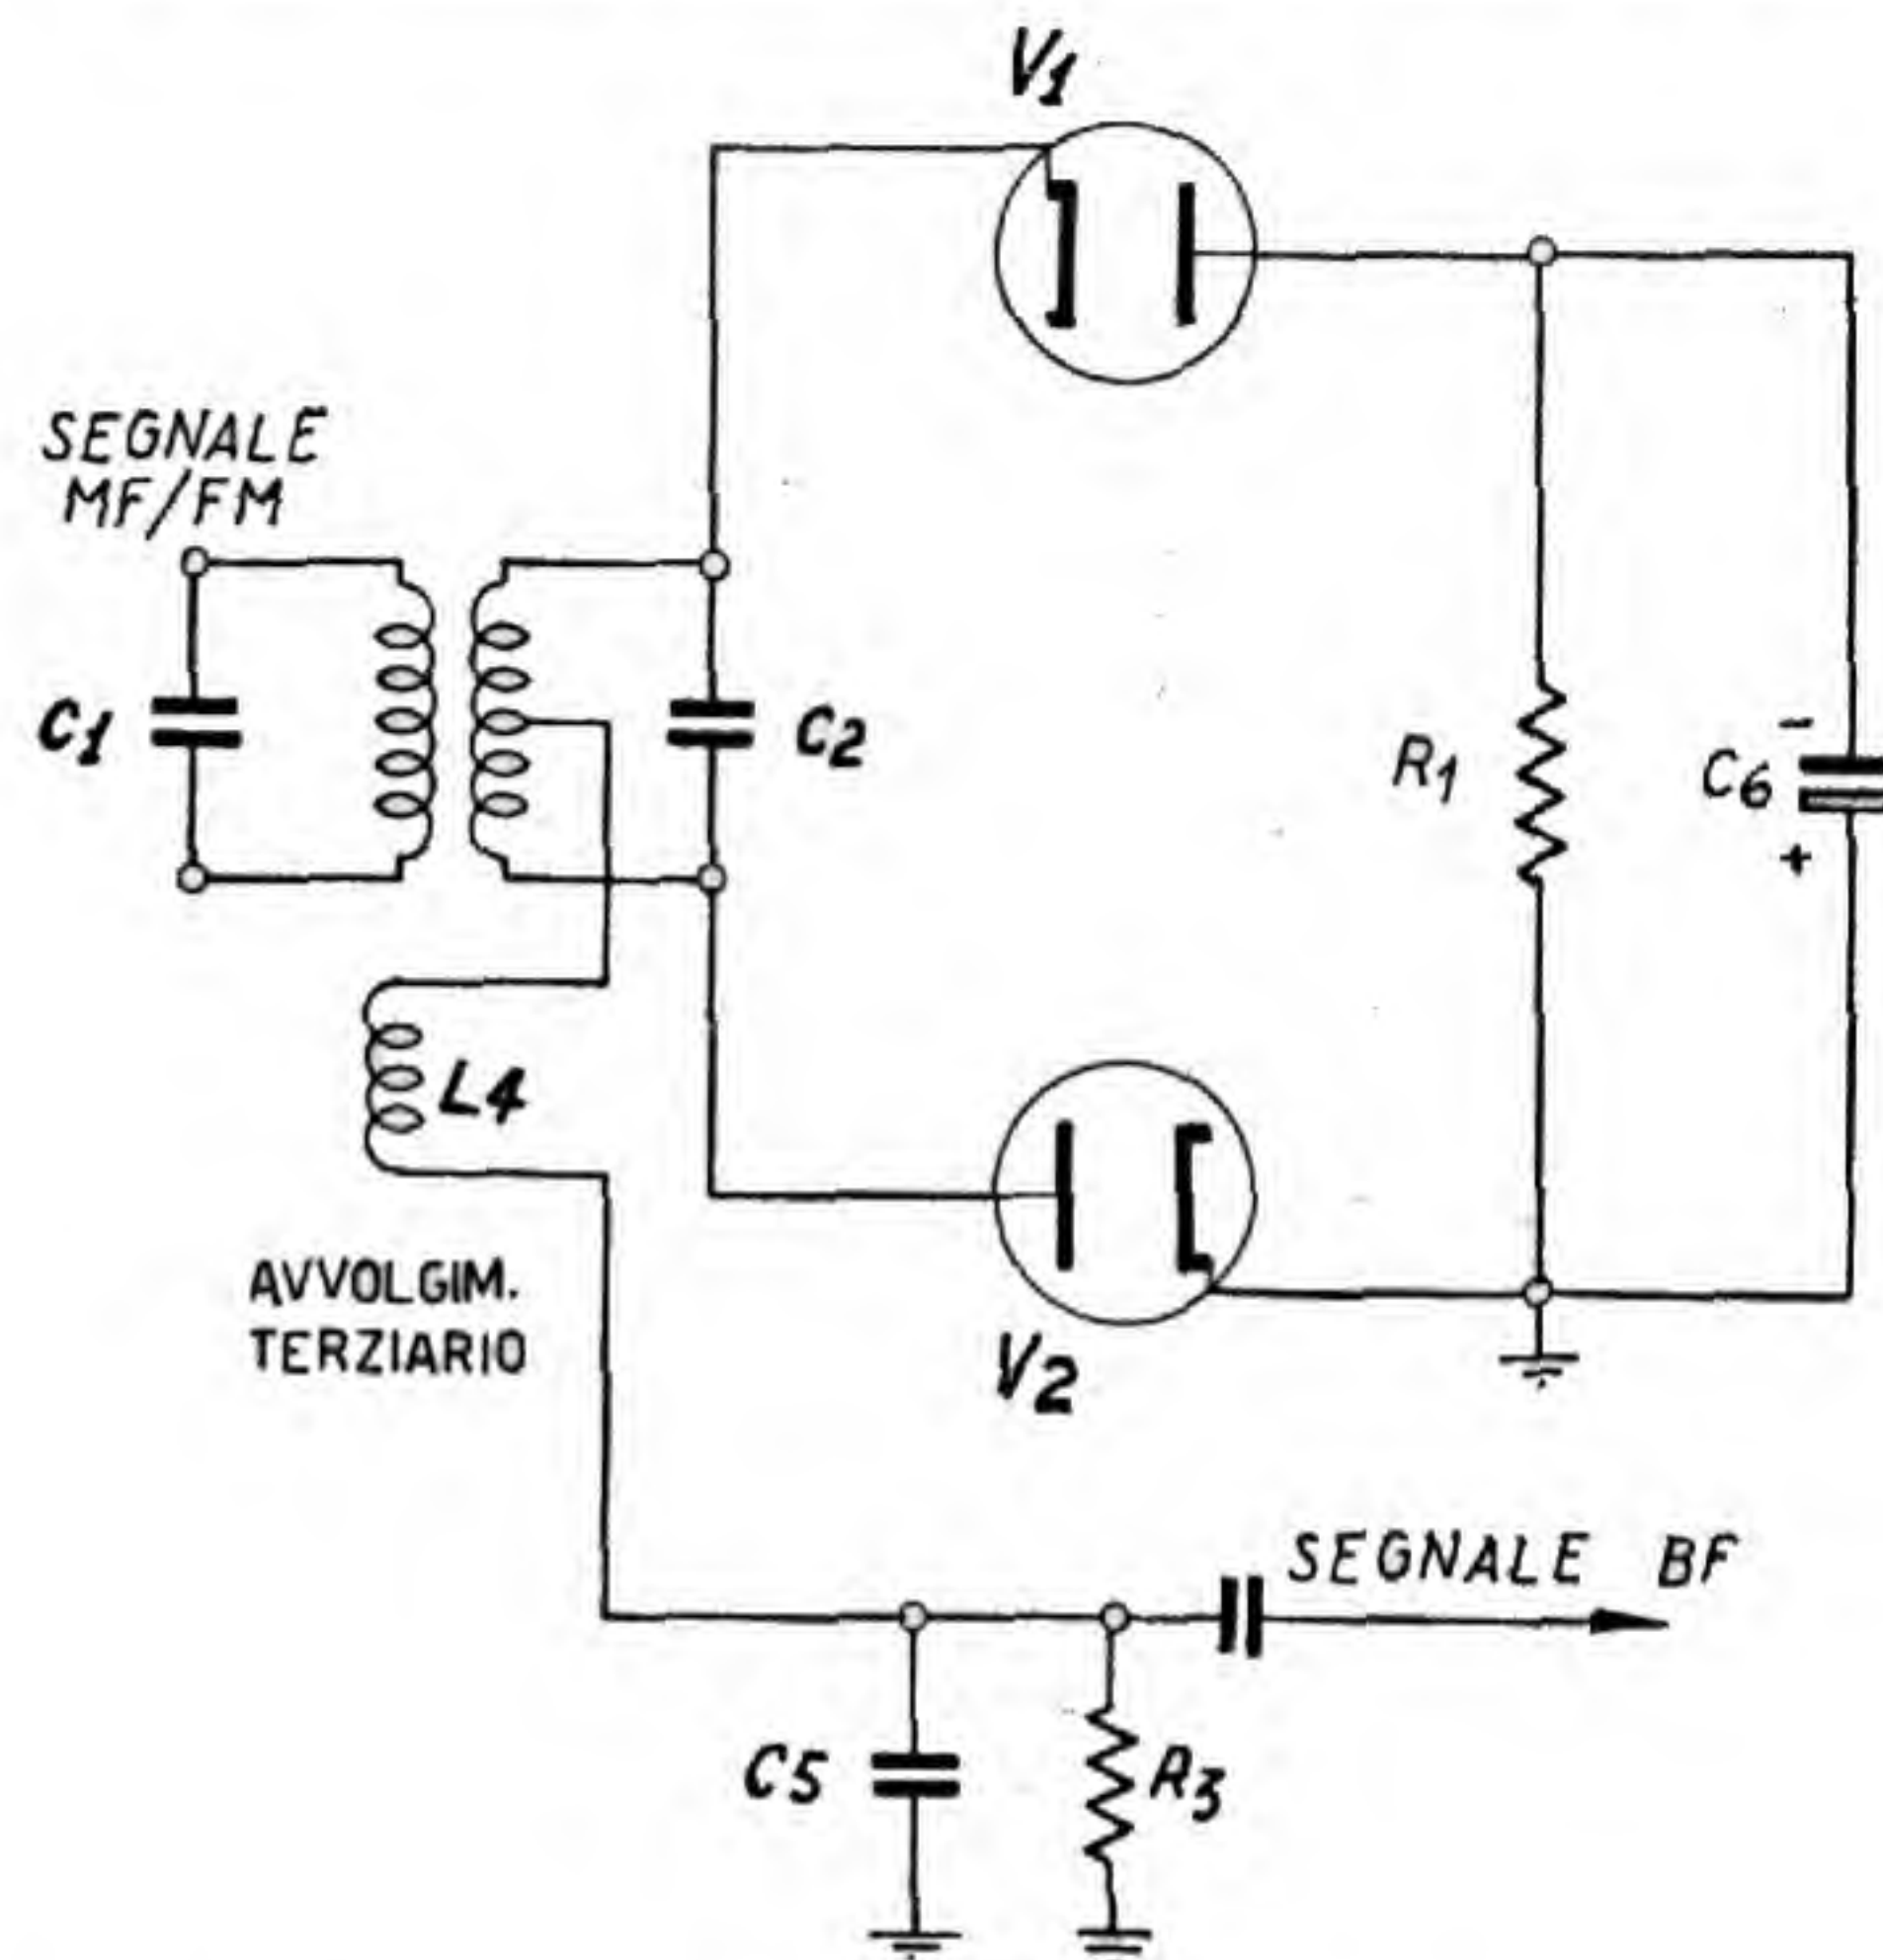 V1
SEGNALE
MF/FM
C1
C2
R1
C6
-
+
L4
AVVOLGIM.
TERZIARIO
V2
SEGNALE BF
C5
R3